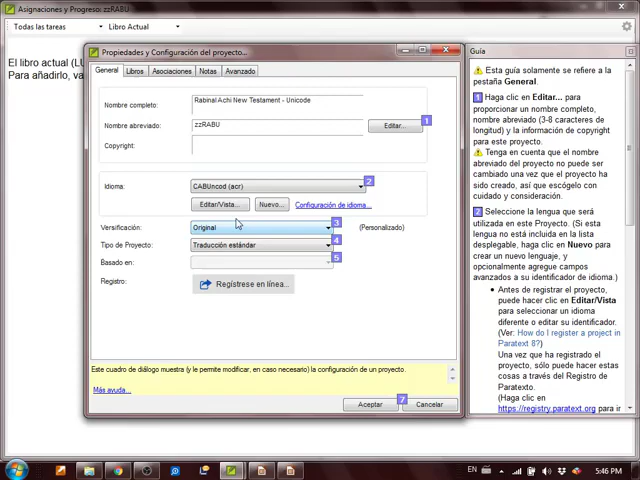 Asignaciones y Progreso: zzRABU
Todas las tareas
Libro Actual
El libro actual (LU
Para añadirlo, va
Propiedades y Configuración del proyecto...
General
Libros
Asociaciones
Notas
Avanzado
Nombre completo:
Rabinal Achi New Testament - Unicode
Nombre abreviado:
zzRABU
Editar...
1
Copyright:
Idioma:
CABUncod (acr)
2
Editar/Vista...
Nuevo...
Configuración de idioma...
Versificación:
Original
3
(Personalizado)
Tipo de Proyecto:
Traducción estándar
4
Basado en:
5
Registro:
Regístrese en línea...
Este cuadro de diálogo muestra (y le permite modificar, en caso necesario) la configuración de un proyecto.
Más ayuda...
Aceptar
7
Cancelar
Guía
Esta guía solamente se refiere a la
pestaña General.
1 Haga clic en Editar... para
proporcionar un nombre completo,
nombre abreviado (3-8 caracteres de
longitud) y la información de copyright
para este proyecto.
Tenga en cuenta que el nombre
abreviado del proyecto no puede ser
cambiado una vez que el proyecto
ha sido creado, así que escógelo con
cuidado y consideración.
2 Seleccione la lengua que será
utilizada en este Proyecto. (Si esta
lengua no está incluida en la lista
desplegable, haga clic en Nuevo para
crear un nuevo lenguaje, y
opcionalmente agregue campos
avanzados a su identificador de idioma.)
Antes de registrar el proyecto,
puede hacer clic en Editar/Vista
para seleccionar un idioma
diferente o editar su identificador.
(Ver: How do I register a project in
Paratext 8?)
Una vez que ha registrado el
proyecto, sólo puede hacer estas
cosas a través del Registro de
Paratexto.
(Haga clic en
https://registry.paratext.org para ir
EN
5:46 PM